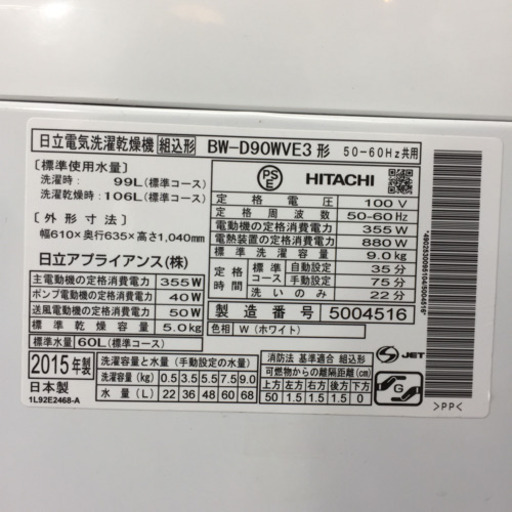 日立電気洗濯乾燥機 組込形 BW-D90WVE3形 50-60Hz共用
〔標準使用水量〕
洗濯時: 99L(標準コース)
洗濯乾燥時: 106L(標準コース)
〔外形寸法〕
幅610×奥行635×高さ1,040mm
日立アプライアンス(株)
主電動機の定格消費電力 355W
ポンプ電動機の定格消費電力 40W
送風電動機の定格消費電力 50W
標準乾燥容量 5.0kg
標準水量 60L(標準コース)
PSE HITACHI
定格電圧 100V
定格周波数 50-60Hz
電動機の定格消費電力 355W
電熱装置の定格消費電力 880W
標準洗濯容量 9.0kg
定格時間 標準コース 自動設定 35分
手動設定 75分
洗い のみ 22分
製造番号 5004516
色相 W(ホワイト)
2015年製
日本製
1L92E2468-A
洗濯容量と水量(手動設定の水量)
洗濯容量(kg) 0.5 3.5 5.5 7.5 9.0
水量(L) 22 36 48 60 68
消防法 基準適合 組込形
可燃物からの離隔距離(cm)
上方 左方 右方 前方 後方 下方
50 1.5 1.5 5 1.5 0
S JET
G
>PP<